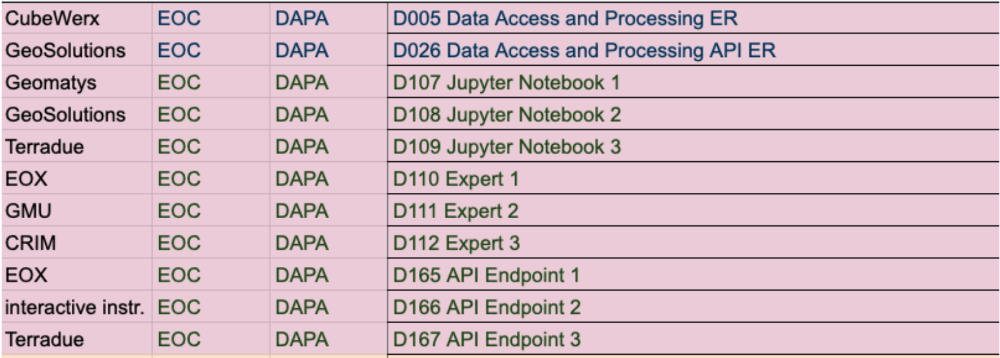 CubeWerx EOC DAPA D005 Data Access and Processing ER
GeoSolutions EOC DAPA D026 Data Access and Processing API ER
Geomatys EOC DAPA D107 Jupyter Notebook 1
GeoSolutions EOC DAPA D108 Jupyter Notebook 2
Terradue EOC DAPA D109 Jupyter Notebook 3
EOX EOC DAPA D110 Expert 1
GMU EOC DAPA D111 Expert 2
CRIM EOC DAPA D112 Expert 3
EOX EOC DAPA D165 API Endpoint 1
interactive instr. EOC DAPA D166 API Endpoint 2
Terradue EOC DAPA D167 API Endpoint 3